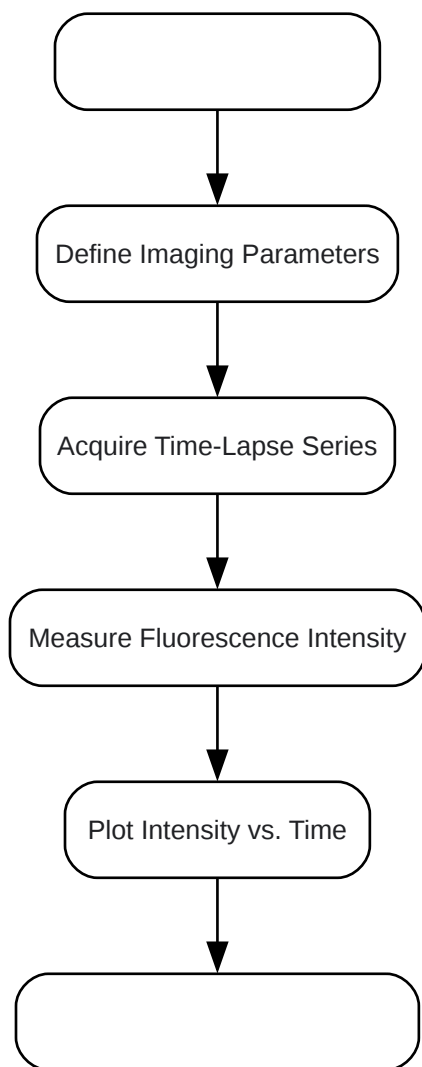 Define Imaging Parameters
Acquire Time-Lapse Series
Measure Fluorescence Intensity
Plot Intensity vs. Time